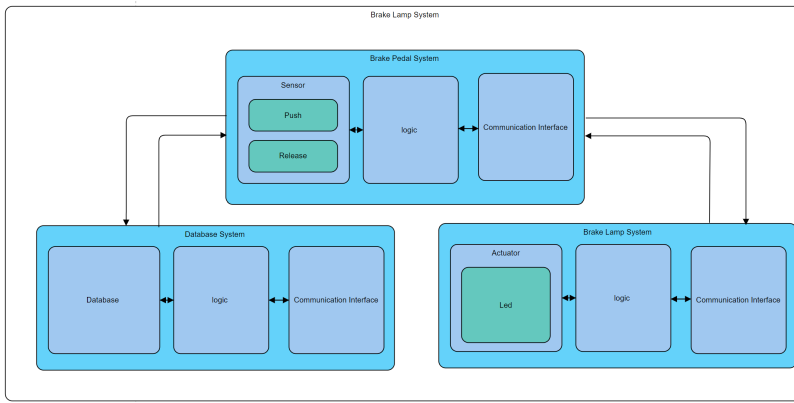 Brake Lamp System
Brake Pedal System
Sensor
Push
Release
logic
Communication Interface
Database System
Database
logic
Communication Interface
Brake Lamp System
Actuator
Led
logic
Communication Interface